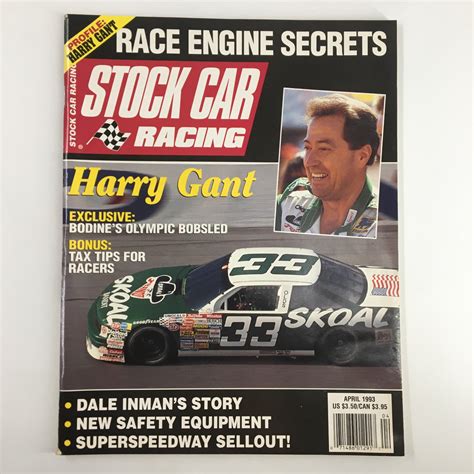 PROFILE:
HARRY GANT
RACE ENGINE SECRETS
STOCK CAR RACING
STOCK CAR
RACING
®
Harry Gant
EXCLUSIVE:
BODINE'S OLYMPIC BOBSLED
BONUS:
TAX TIPS FOR
RACERS
33
SKOAL
33
SKOAL
• DALE INMAN'S STORY
• NEW SAFETY EQUIPMENT
• SUPERSPEEDWAY SELLOUT!
APRIL 1993
US $3.50/CAN $3.95
04